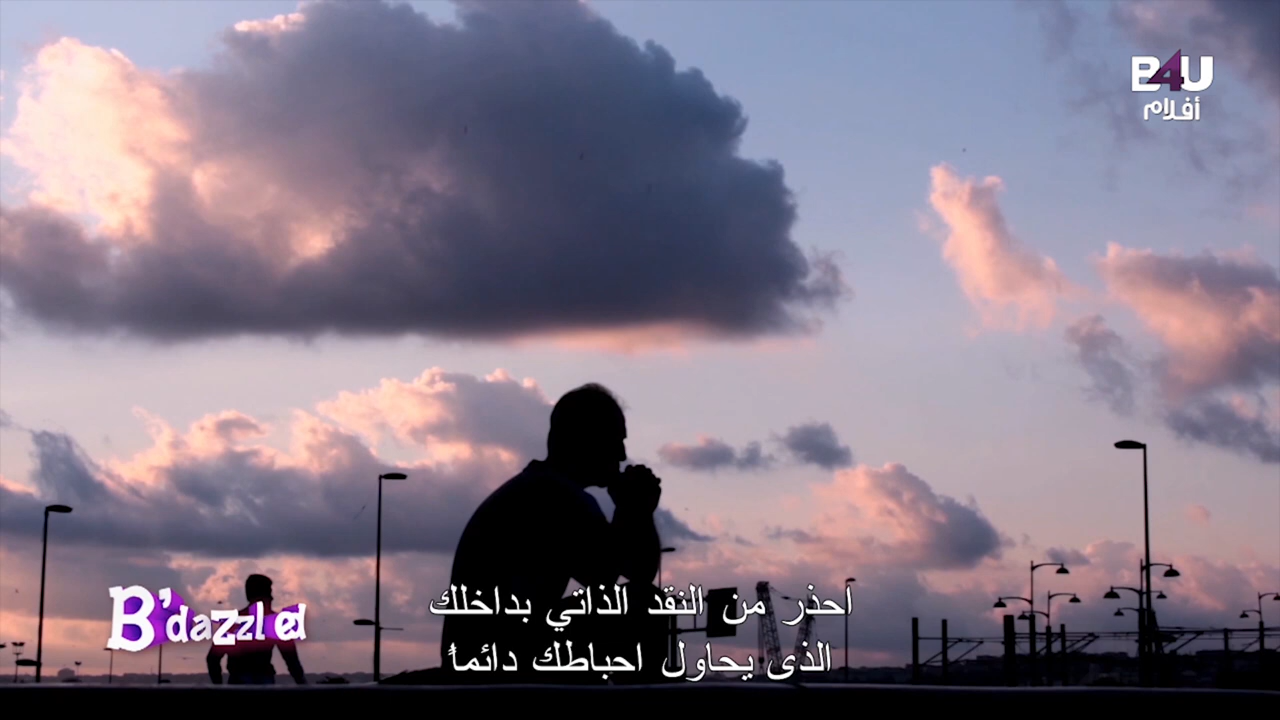 B4U
أفلام
B'dazzled
احذر من النقد الذاتي بداخلك
الذى يحاول احباطك دائماً